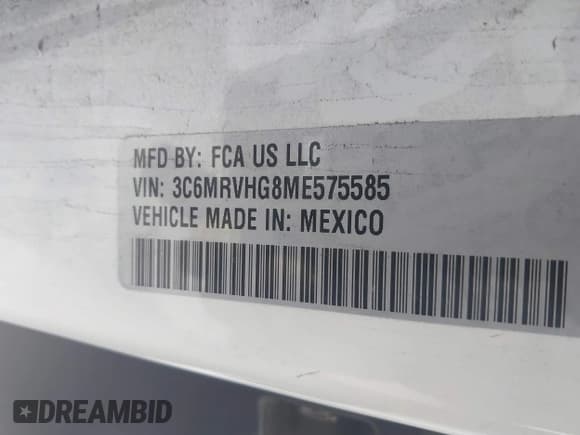 MFD BY: FCA US LLC
VIN: 3C6MRVHG8ME575585
VEHICLE MADE IN: MEXICO
DREAMBID